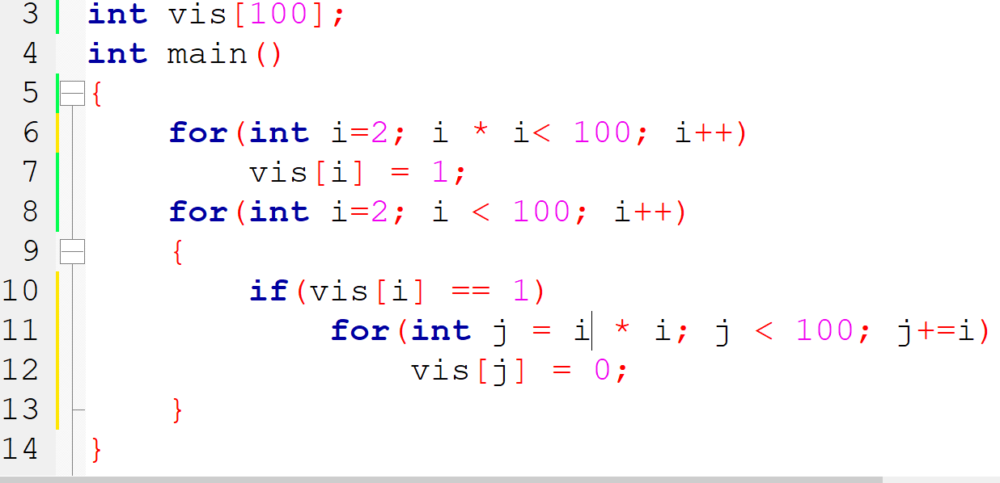 3 int vis[100];
4 int main()
5 {
6 for(int i=2; i * i< 100; i++)
7 vis[i] = 1;
8 for(int i=2; i < 100; i++)
9 {
10 if(vis[i] == 1)
11 for(int j = i * i; j < 100; j+=i)
12 vis[j] = 0;
13 }
14 }